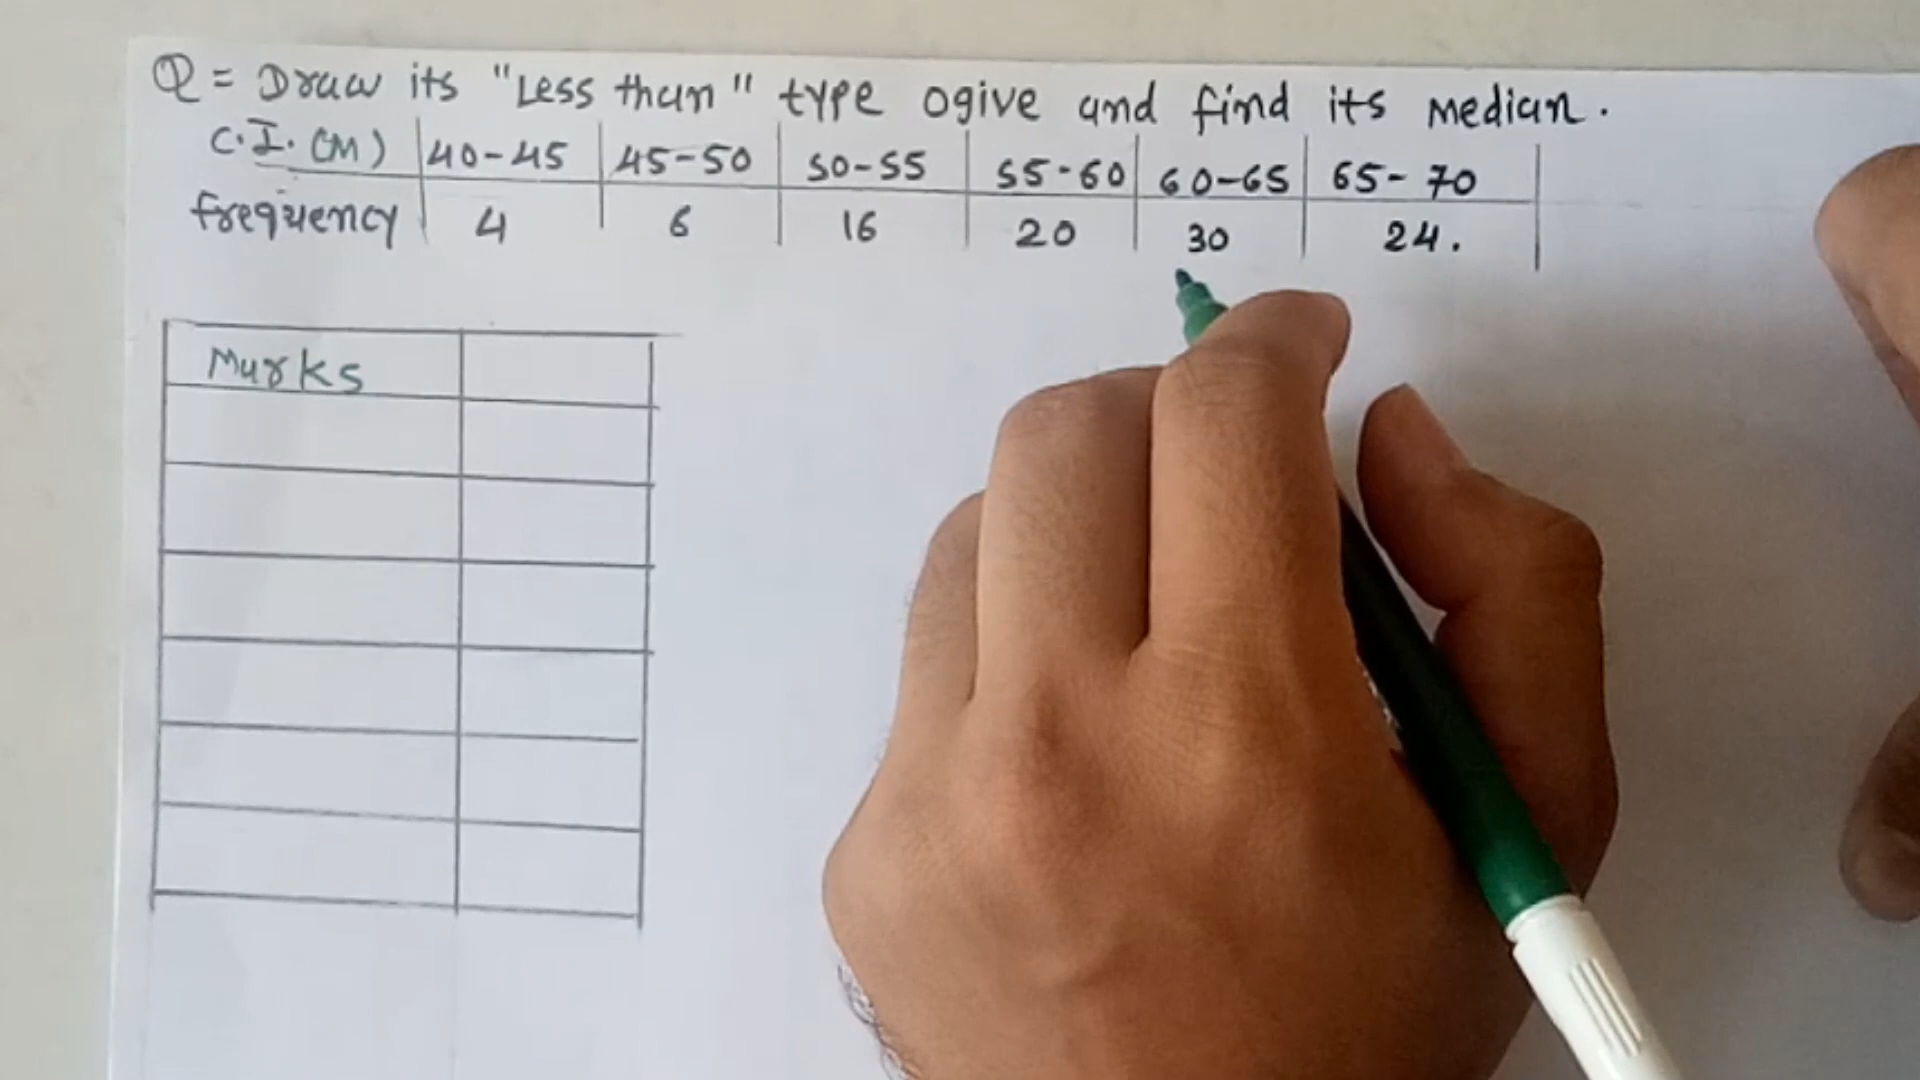 Q = Draw its "Less than" type ogive and find its median.
C.I. (M) 40-45 45-50 50-55 55-60 60-65 65-70
frequency 4 6 16 20 30 24.
Marks